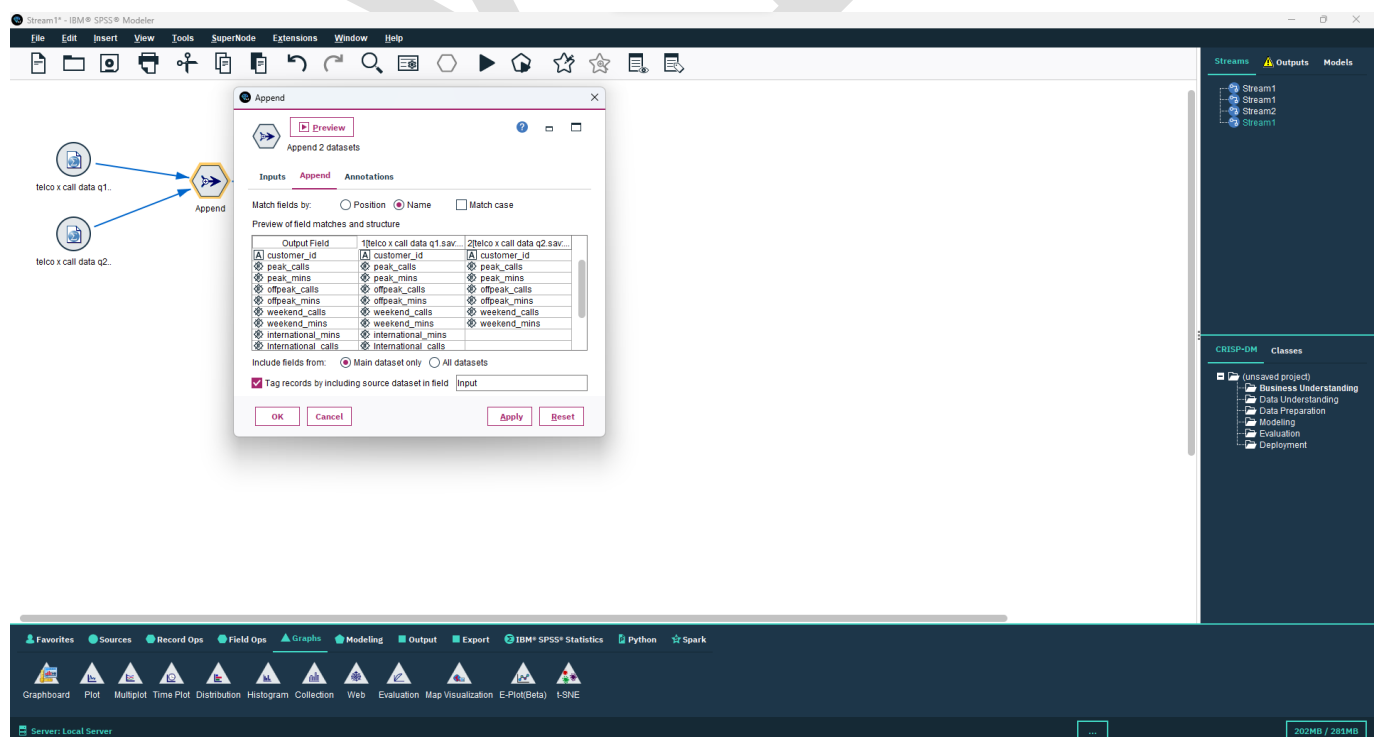 Stream1* - IBM® SPSS® Modeler
File Edit Insert View Tools SuperNode Extensions Window Help
Streams Outputs Models
Stream1
Stream1
Stream2
Stream1
telco x call data q1..
telco x call data q2..
Append
Append
Preview
?
Append 2 datasets
Inputs Append Annotations
Match fields by: Position Name Match case
Preview of field matches and structure
Output Field 1[telco x call data q1.sav:... 2[telco x call data q2.sav:...
A customer_id A customer_id A customer_id
peak_calls peak_calls peak_calls
peak_mins peak_mins peak_mins
offpeak_calls offpeak_calls offpeak_calls
offpeak_mins offpeak_mins offpeak_mins
weekend_calls weekend_calls weekend_calls
weekend_mins weekend_mins weekend_mins
international_mins international_mins
International_calls International_calls
Include fields from: Main dataset only All datasets
Tag records by including source dataset in field Input
OK Cancel Apply Reset
CRISP-DM Classes
(unsaved project)
Business Understanding
Data Understanding
Data Preparation
Modeling
Evaluation
Deployment
Favorites Sources Record Ops Field Ops Graphs Modeling Output Export IBM® SPSS® Statistics Python Spark
Graphboard Plot Multiplot Time Plot Distribution Histogram Collection Web Evaluation Map Visualization E-Plot(Beta) t-SNE
Server: Local Server ... 202MB / 281MB